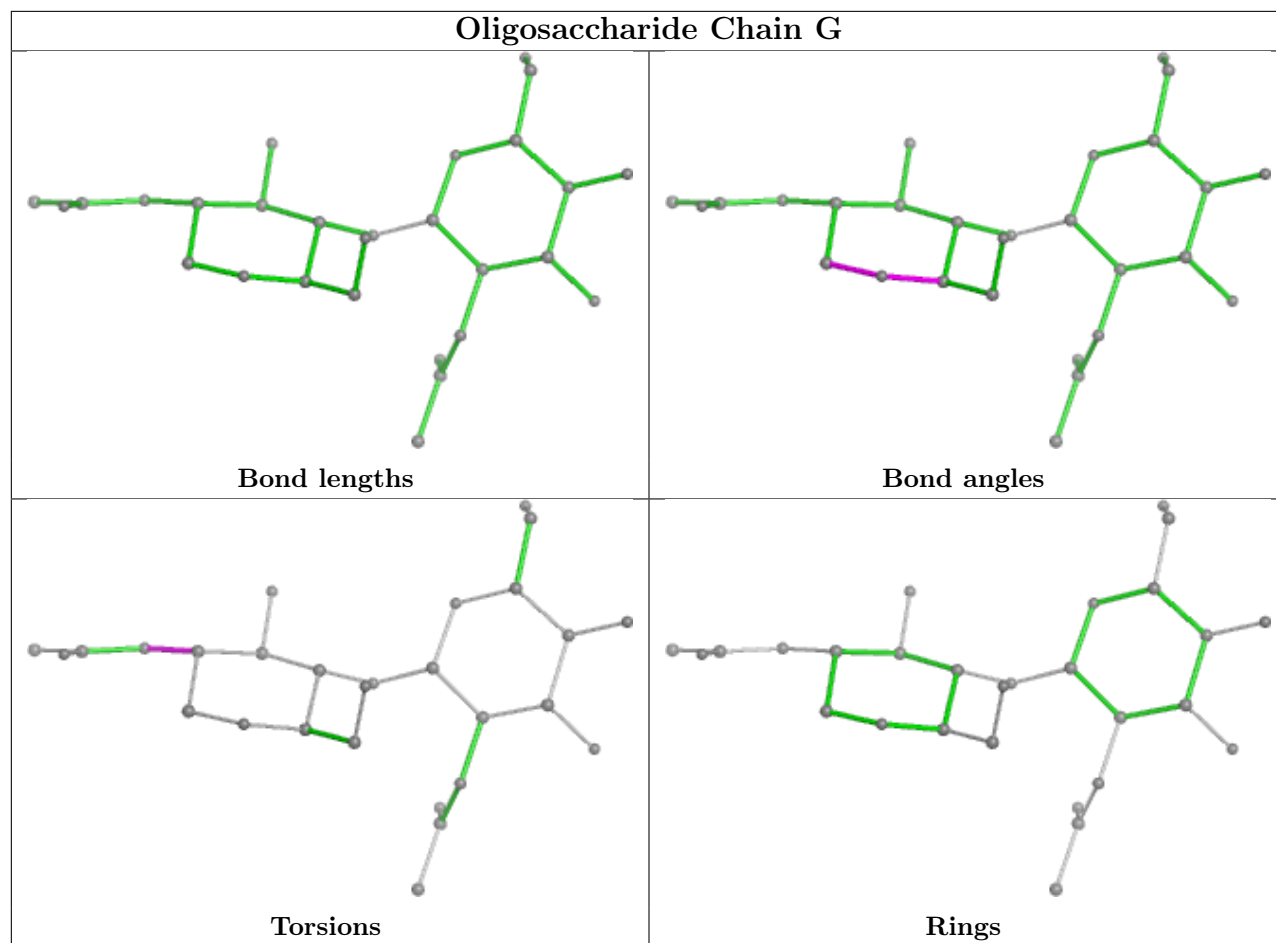 Oligosaccharide Chain G
Bond lengths
Bond angles
Torsions
Rings